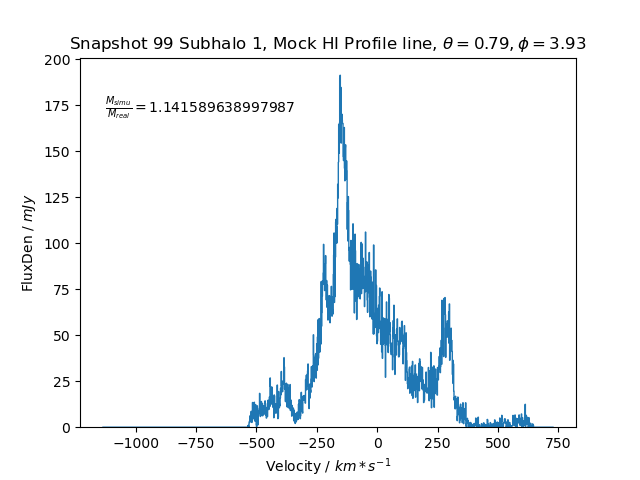 Snapshot 99 Subhalo 1, Mock HI Profile line, θ = 0.79, ϕ = 3.93
200
175
150
125
100
75
50
25
0
M_simu/M_real = 1.141589638997987
FluxDen / mJy
−1000 −750 −500 −250 0 250 500 750
Velocity / km * s⁻¹